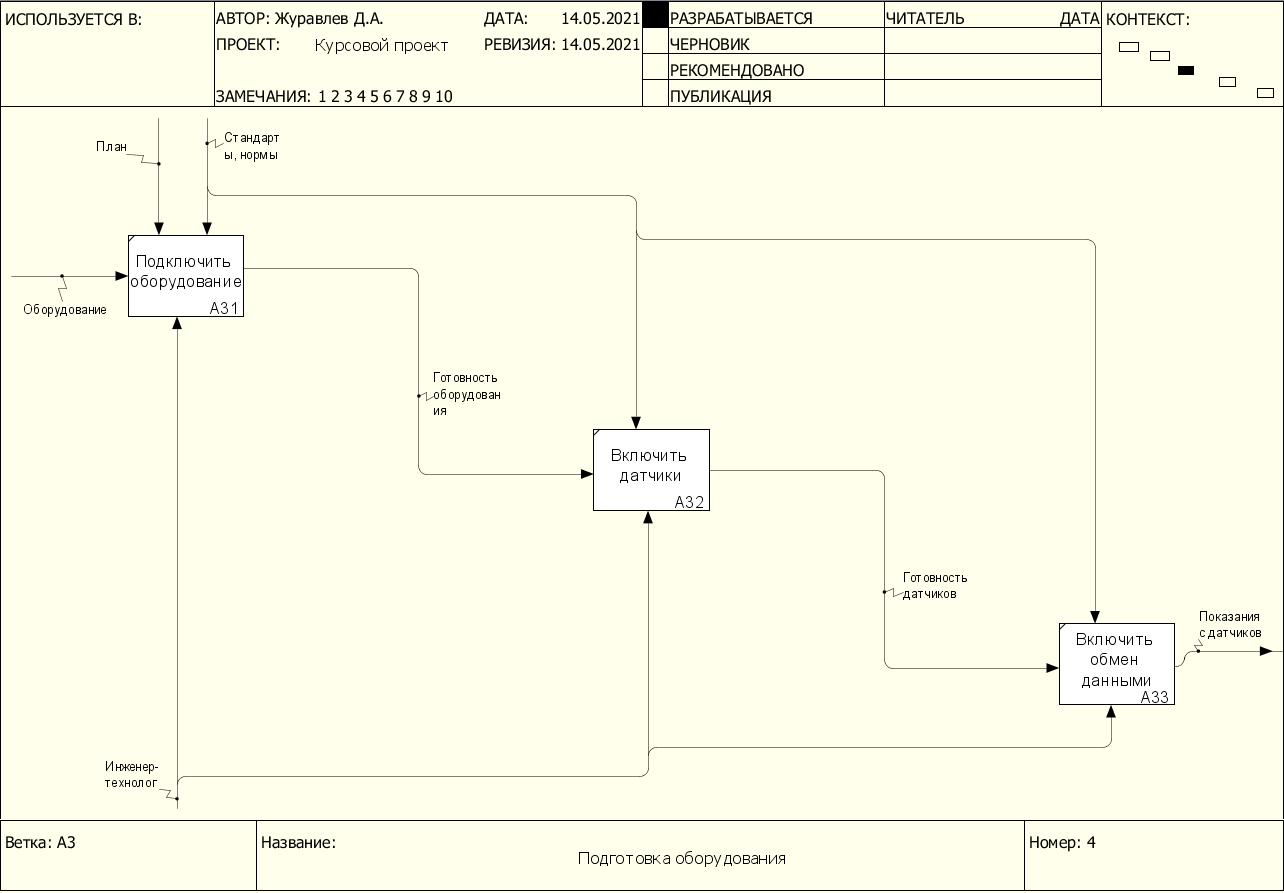 ИСПОЛЬЗУЕТСЯ В:
АВТОР: Журавлев Д.А.
ДАТА: 14.05.2021
ПРОЕКТ: Курсовой проект
РЕВИЗИЯ: 14.05.2021
ЗАМЕЧАНИЯ: 1 2 3 4 5 6 7 8 9 10
РАЗРАБАТЫВАЕТСЯ
ЧЕРНОВИК
РЕКОМЕНДОВАНО
ПУБЛИКАЦИЯ
ЧИТАТЕЛЬ
ДАТА
КОНТЕКСТ:
План
Стандарт
ы, нормы
Подключить
оборудование
A31
Оборудование
Готовность
оборудован
ия
Включить
датчики
A32
Готовность
датчиков
Включить
обмен
данными
A33
Показания
с датчиков
Инженер-
технолог
Ветка: A3
Название:
Подготовка оборудования
Номер: 4